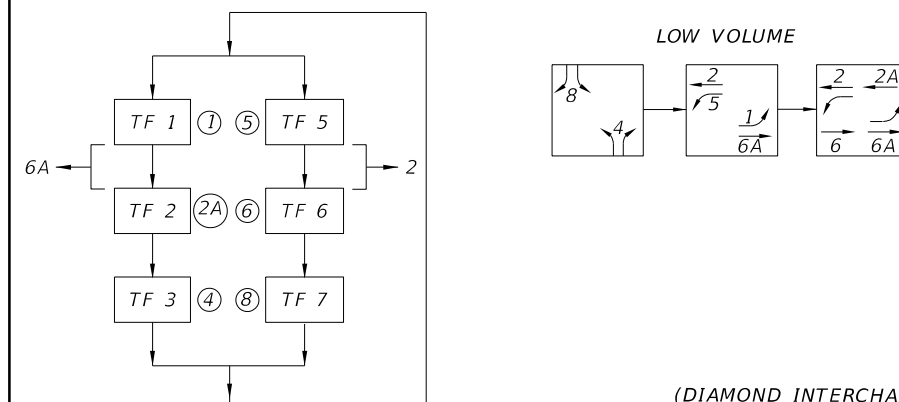 LOW VOLUME
TF 1 1 5 TF 5
6A 2
TF 2 2A 6 TF 6
TF 3 4 8 TF 7
8 4
2 5 1 6A
2 2A 6 6A
(DIAMOND INTERCHA